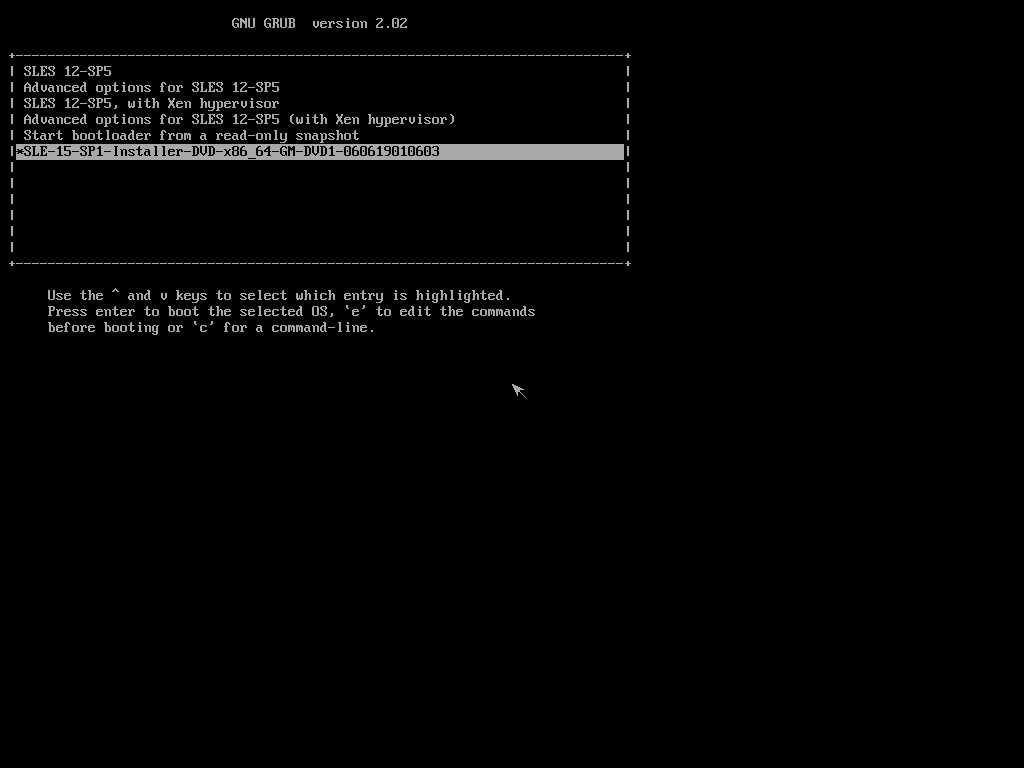 GNU GRUB  version 2.02
SLES 12-SP5
Advanced options for SLES 12-SP5
SLES 12-SP5, with Xen hypervisor
Advanced options for SLES 12-SP5 (with Xen hypervisor)
Start bootloader from a read-only snapshot
*SLE-15-SP1-Installer-DVD-x86_64-GM-DVD1-060619010603
Use the ^ and v keys to select which entry is highlighted.
Press enter to boot the selected OS, `e' to edit the commands
before booting or `c' for a command-line.